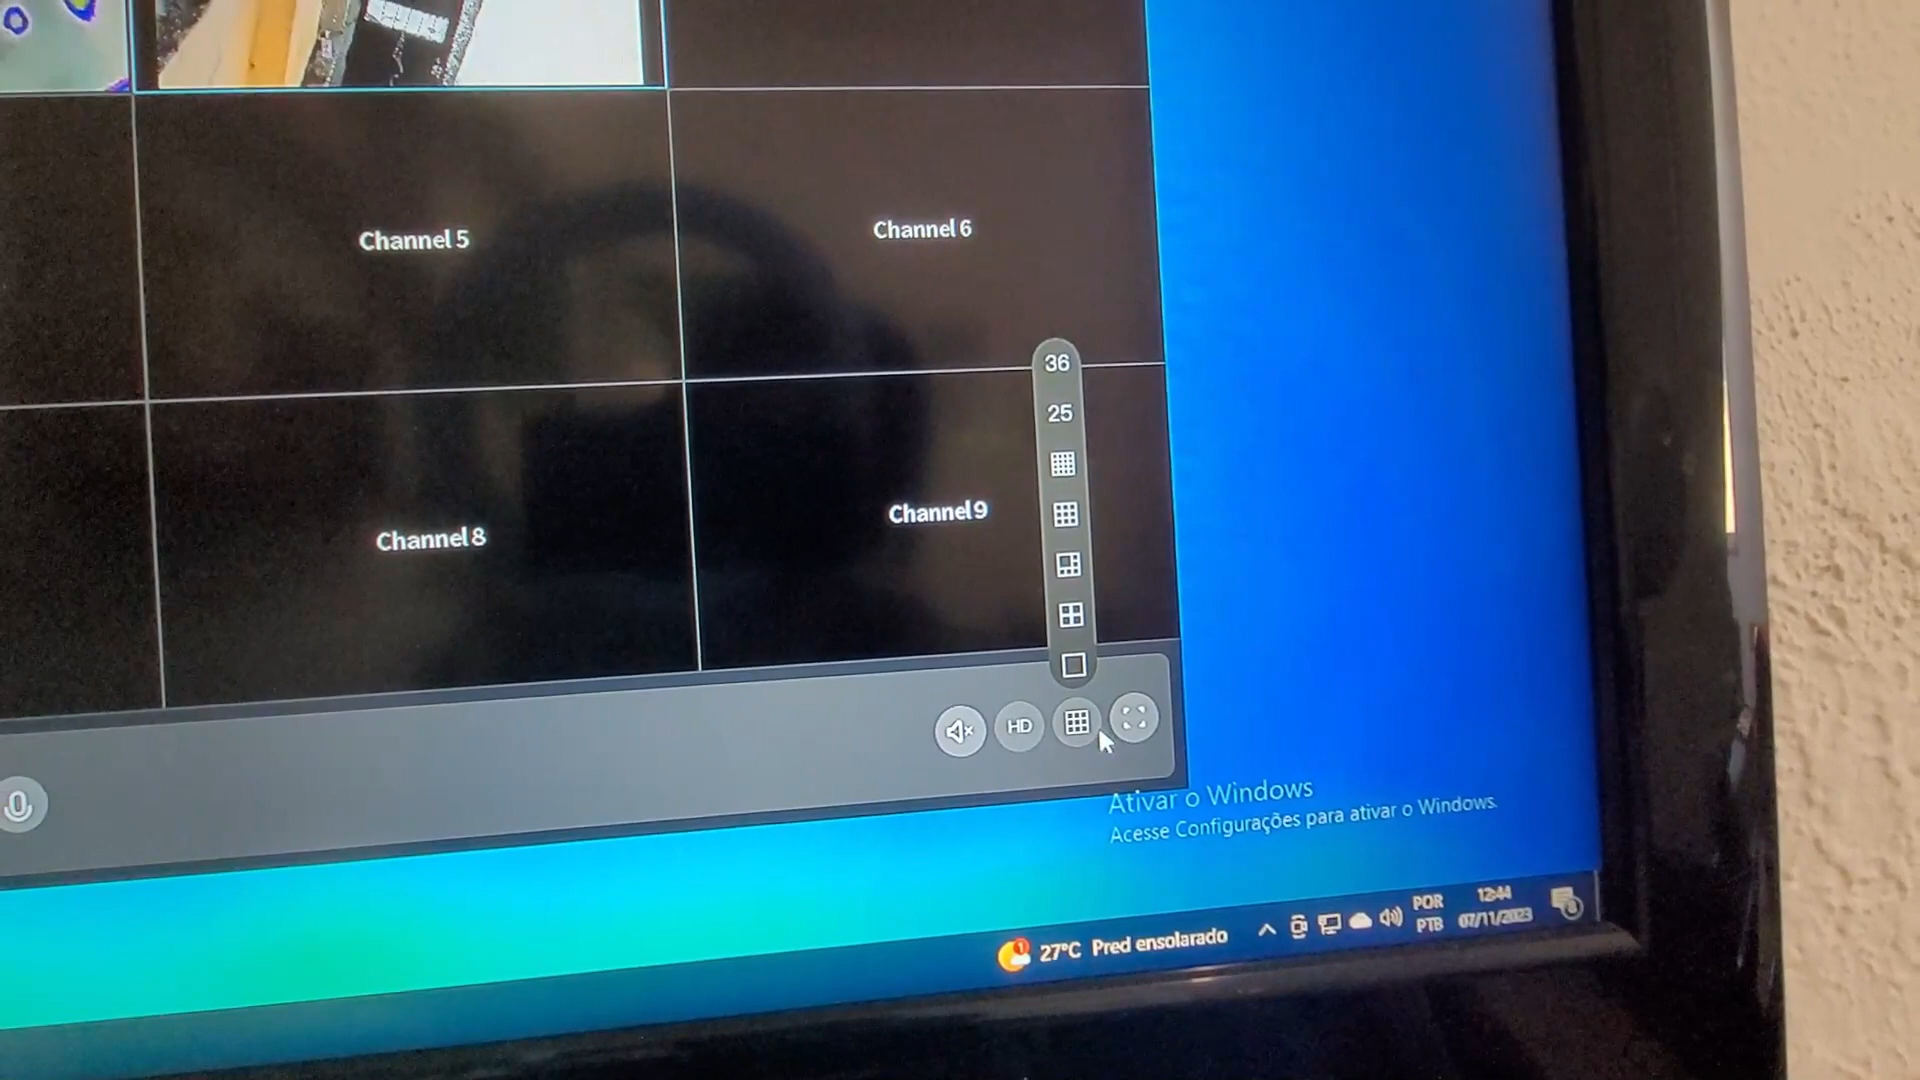 Channel 5
Channel 6
36
25
Channel 8
Channel 9
HD
Ativar o Windows
Acesse Configurações para ativar o Windows.
1
27°C Pred ensolarado
POR
PTB
12:44
07/11/2023